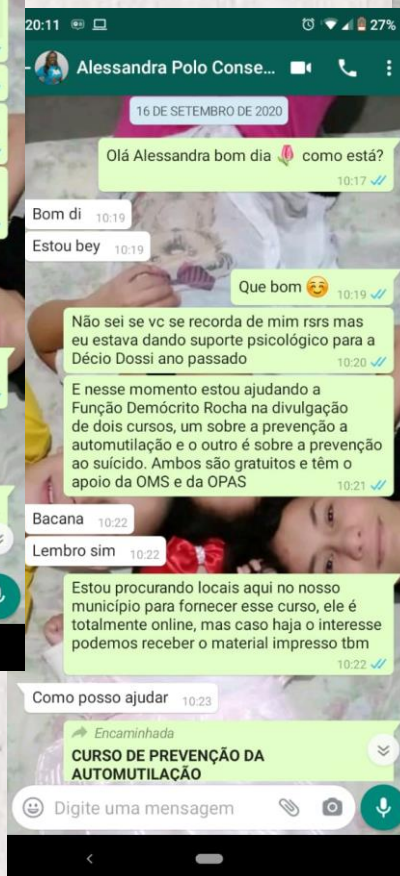 20:11
27%
Alessandra Polo Conse...
16 DE SETEMBRO DE 2020
Olá Alessandra bom dia 🌷 como está?
10:17
Bom di 10:19
Estou bey 10:19
Que bom ☺️ 10:19
Não sei se vc se recorda de mim rsrs mas
eu estava dando suporte psicológico para a
Décio Dossi ano passado
10:20
E nesse momento estou ajudando a
Função Demócrito Rocha na divulgação
de dois cursos, um sobre a prevenção a
automutilação e o outro é sobre a prevenção
ao suícido. Ambos são gratuitos e têm o
apoio da OMS e da OPAS
10:21
Bacana 10:22
Lembro sim 10:22
Estou procurando locais aqui no nosso
município para fornecer esse curso, ele é
totalmente online, mas caso haja o interesse
podemos receber o material impresso tbm
10:22
Como posso ajudar 10:23
Encaminhada
CURSO DE PREVENÇÃO DA
AUTOMUTILAÇÃO
Digite uma mensagem